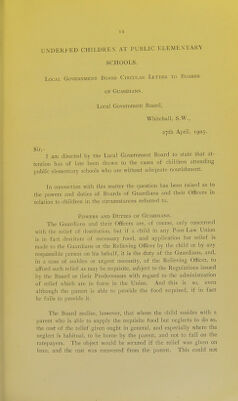 14
UNDERFED CHILDREN AT PUBLIC ELEMENTARY
SCHOOLS.
Local Government Board Circular Letter to Boards
of Guardians.
Local Government Board,
Whitehall, S.W.,
27th April, 1905.
Sir,-
I am directed by the Local Government Board to state that at-
tention has of late been drawn to the cases of children attending
public elementary schools who are without adequate nourishment.
In connection with this matter the question has been raised as to
the powers and duties of Boards of Guardians and their Officers in
relation to children in the circumstances referred to.
Powers and Duties of Guardians.
The Guardians and their Officers are, of course, only concerned
with the relief of destitution, but if a child in any Poor Law Union
is in fact destitute of necessary food, and application for relief is
made to the Guardians or the Relieving Officer by the child or by any
responsible person on his behalf, it is the duty of the Guardians, and,
in a case of sudden or urgent necessity, of the Relieving Officer, to
afford such relief as may be requisite, subject to the Regulations issued
by the Board or their Predecessors with regard to the administration
of relief which are in force in the Union. And this is so, even
although the parent is able to provide the food required, if in fact
he fails to provide it.
The Board realise, however, that where the child resides with a
parent who is able to supply the requisite food but neglects to do so,
the cost of the relief given ought in general, and especially where the
neglect is habitual, to be borne by the parent, and not to fall on the
ratepayers. The object would be secured if the relief was given on
loan, and the cost was recovered from the parent. This could not